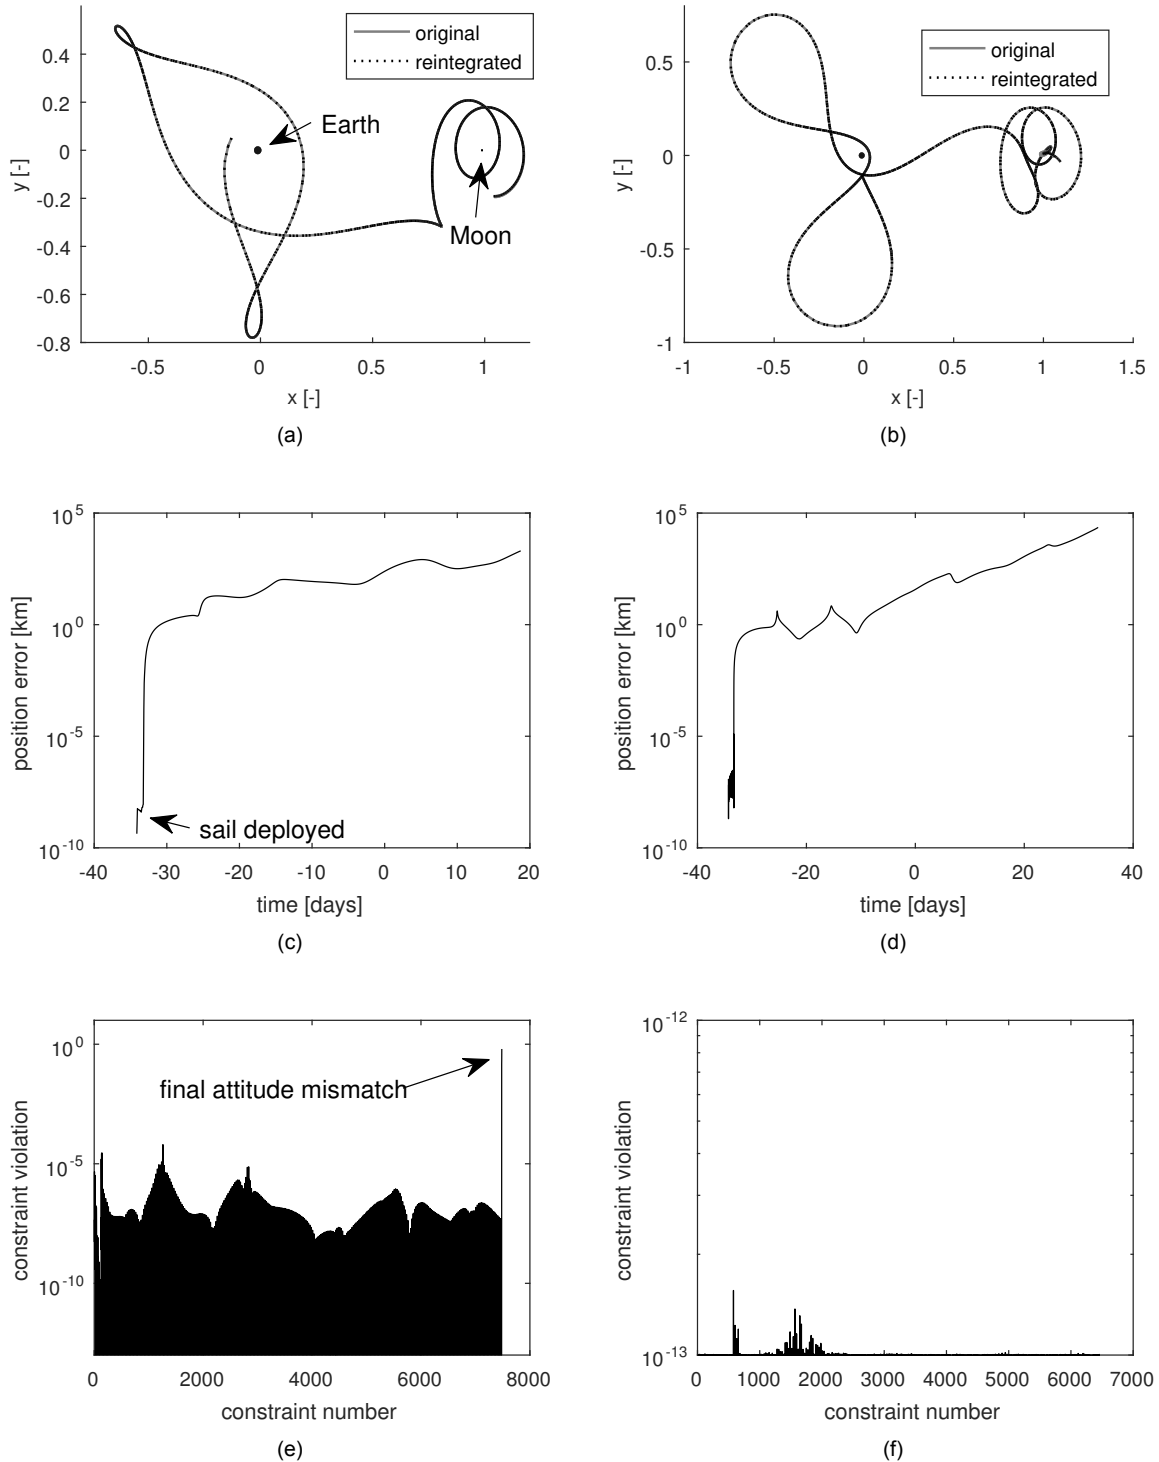 original
reintegrated
Earth
Moon
0.4
0.2
0
-0.2
-0.4
-0.6
-0.8
y [-]
-0.5 0 0.5 1
x [-]
(a)
original
reintegrated
0.5
0
-0.5
-1
y [-]
-1 -0.5 0 0.5 1 1.5
x [-]
(b)
10^5
10^0
10^-5
10^-10
position error [km]
sail deployed
-40 -30 -20 -10 0 10 20
time [days]
(c)
10^5
10^0
10^-5
10^-10
position error [km]
-40 -20 0 20 40
time [days]
(d)
10^0
10^-5
10^-10
constraint violation
final attitude mismatch
0 2000 4000 6000 8000
constraint number
(e)
10^-12
10^-13
constraint violation
0 1000 2000 3000 4000 5000 6000 7000
constraint number
(f)